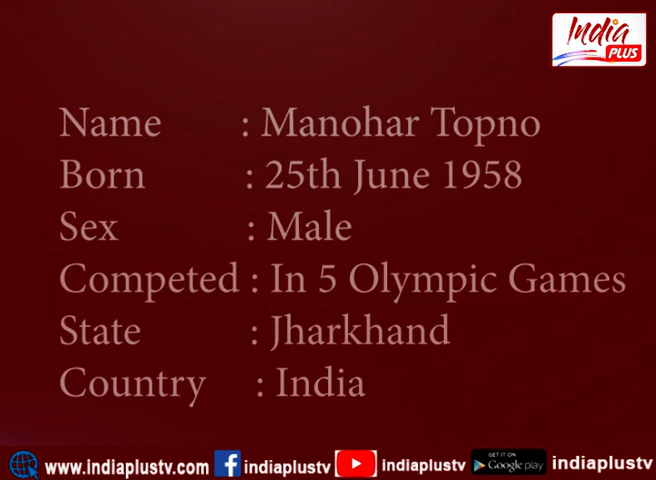 India
PLUS
Name : Manohar Topno
Born : 25th June 1958
Sex : Male
Competed : In 5 Olympic Games
State : Jharkhand
Country : India
www.indiaplustv.com indiaplustv indiaplustv GET IT ON Google play indiaplustv